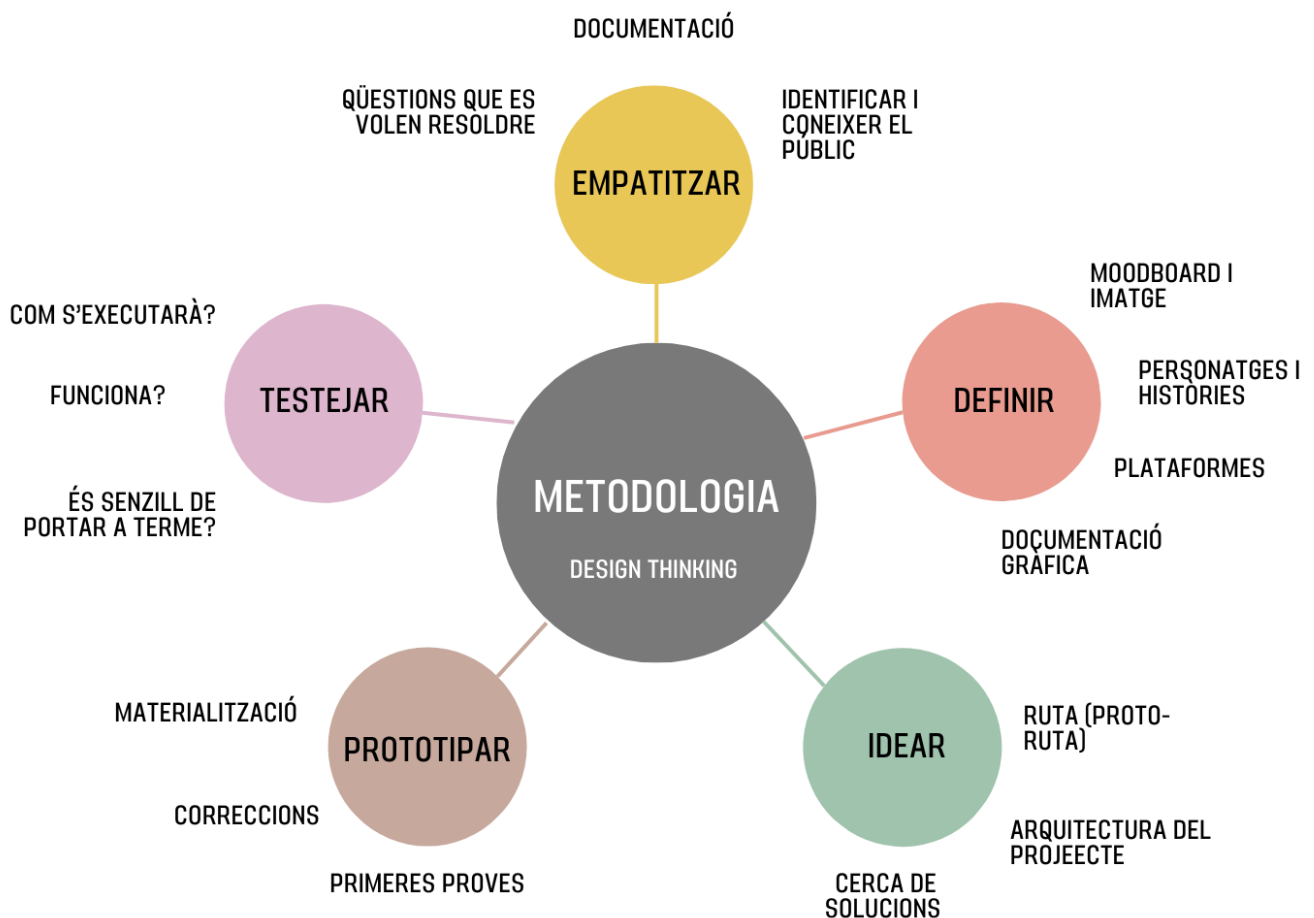 DOCUMENTACIÓ
QÜESTIONS QUE ES
VOLEN RESOLDRE
IDENTIFICAR I
CONEIXER EL
PÚBLIC
EMPATITZAR
MOODBOARD I
IMATGE
PERSONATGES I
HISTÒRIES
PLATAFORMES
DOCUMENTACIÓ
GRÀFICA
DEFINIR
COM S'EXECUTARÀ?
FUNCIONA?
ÉS SENZILL DE
PORTAR A TERME?
TESTEJAR
METODOLOGIA
DESIGN THINKING
MATERIALITZACIÓ
CORRECCIONS
PRIMERES PROVES
PROTOTIPAR
IDEAR
RUTA (PROTO-
RUTA)
ARQUITECTURA DEL
PROJEECTE
CERCA DE
SOLUCIONS